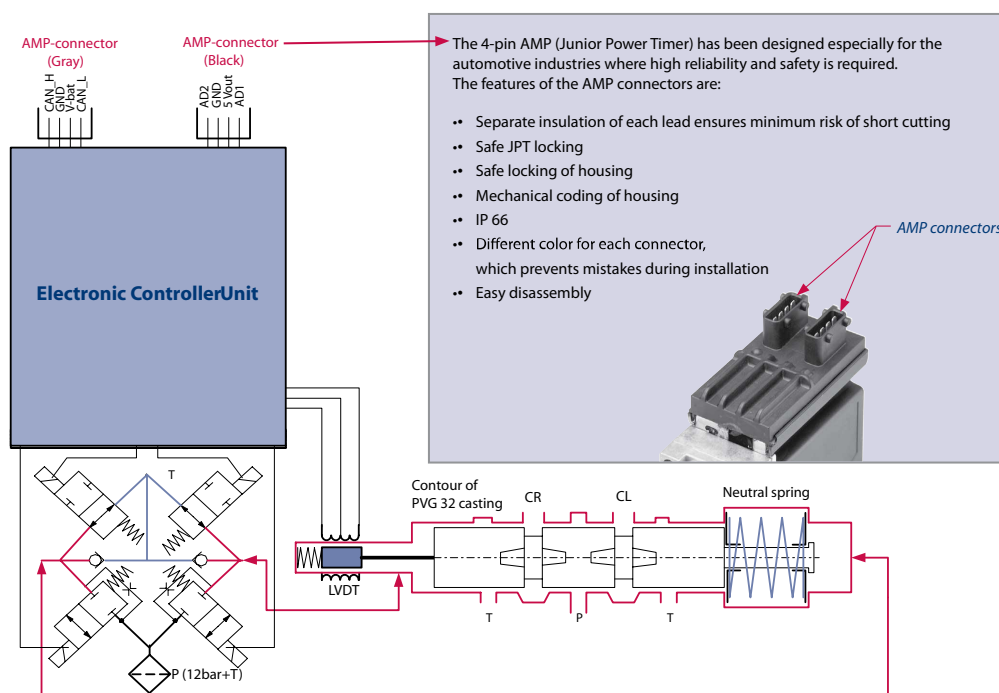 AMP-connector
(Gray)
AMP-connector
(Black)
CAN_H
GND
V-bat
CAN_L
AD2
GND
5 Vout
AD1
The 4-pin AMP (Junior Power Timer) has been designed especially for the
automotive industries where high reliability and safety is required.
The features of the AMP connectors are:
•• Separate insulation of each lead ensures minimum risk of short cutting
•• Safe JPT locking
•• Safe locking of housing
•• Mechanical coding of housing
•• IP 66
•• Different color for each connector,
which prevents mistakes during installation
•• Easy disassembly
AMP connectors
Electronic ControllerUnit
T
Contour of
PVG 32 casting
CR
CL
Neutral spring
LVDT
T
P
T
P (12bar+T)